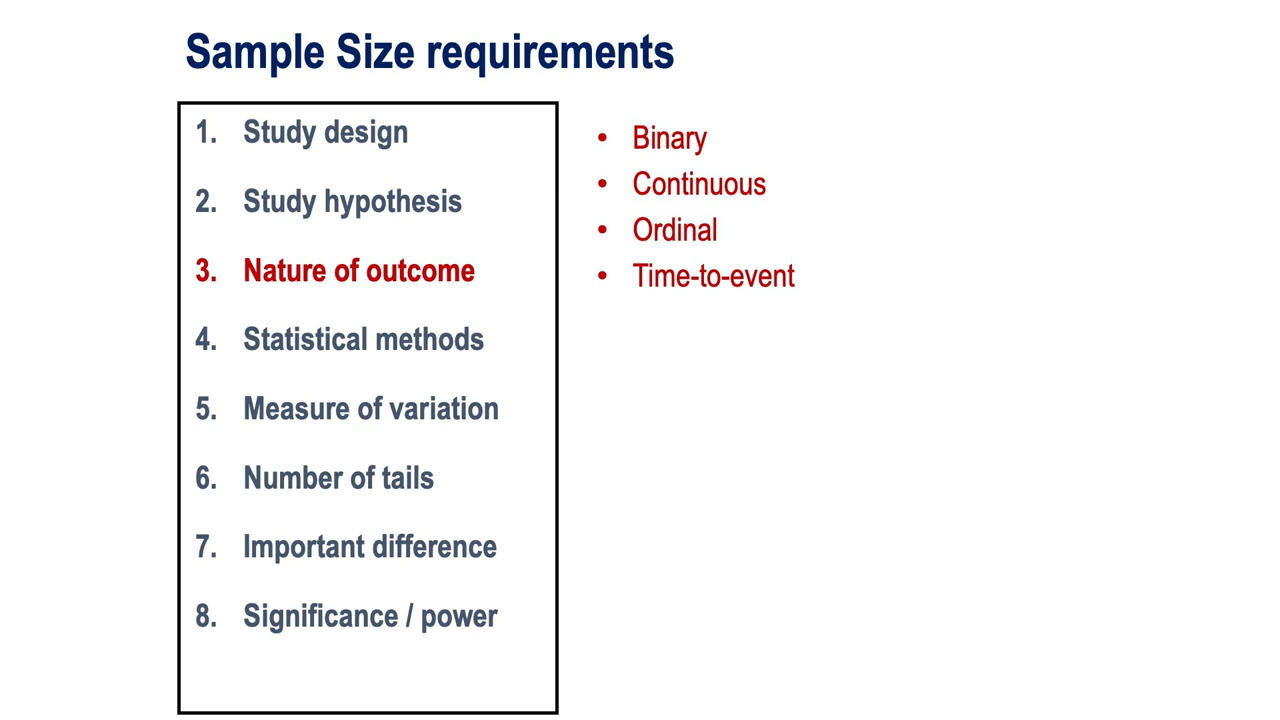 Sample Size requirements
1. Study design
2. Study hypothesis
3. Nature of outcome
4. Statistical methods
5. Measure of variation
6. Number of tails
7. Important difference
8. Significance / power
• Binary
• Continuous
• Ordinal
• Time-to-event